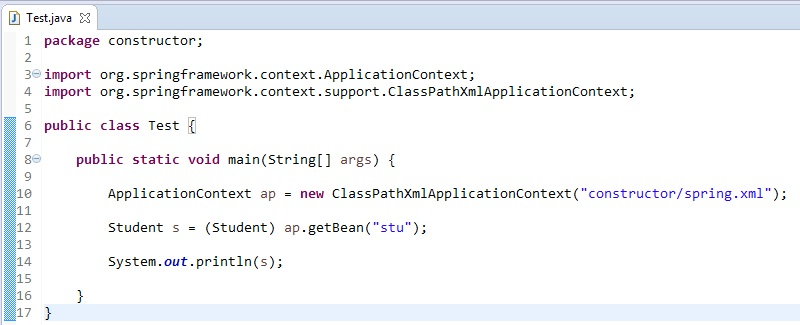 Test.java
1 package constructor;
2
3 import org.springframework.context.ApplicationContext;
4 import org.springframework.context.support.ClassPathXmlApplicationContext;
5
6 public class Test {
7
8     public static void main(String[] args) {
9
10         ApplicationContext ap = new ClassPathXmlApplicationContext("constructor/spring.xml");
11
12         Student s = (Student) ap.getBean("stu");
13
14         System.out.println(s);
15
16     }
17 }